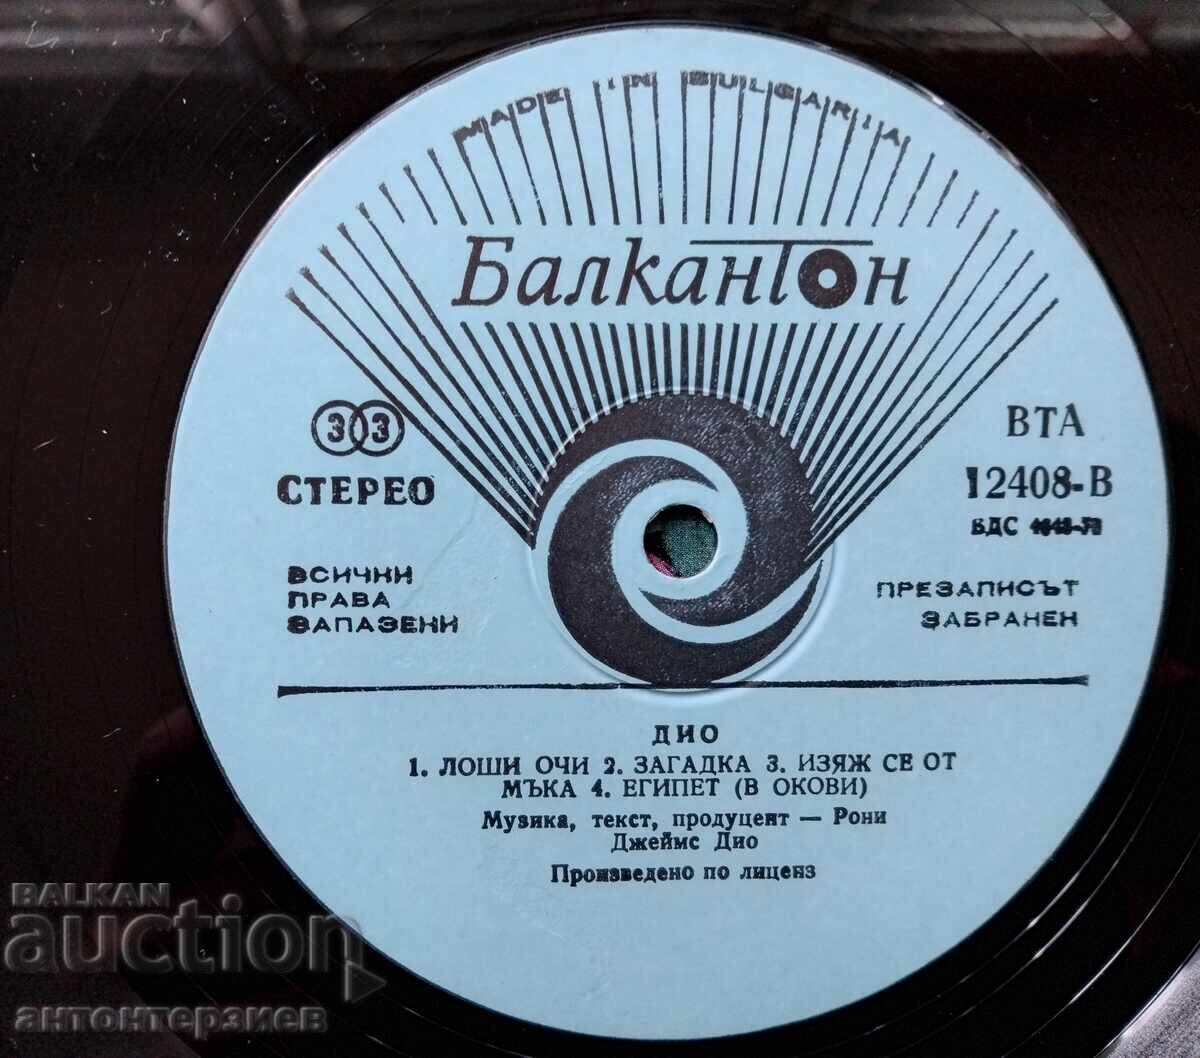 MADE IN BULGARIA
Балкантон
33
СТЕРЕО
ВТА
12408-В
БДС
ВСИЧКИ
ПРАВА
ЗАПАЗЕНИ
ПРЕЗАПИСЪТ
ЗАБРАНЕН
ДИО
1. ЛОШИ ОЧИ 2. ЗАГАДКА 3. ИЗЯЖ СЕ ОТ
МЪКА 4. ЕГИПЕТ (В ОКОВИ)
Музика, текст, продуцент — Рони
Джеймс Дио
Произведено по лиценз
BALKAN
auction
антонтерзиев